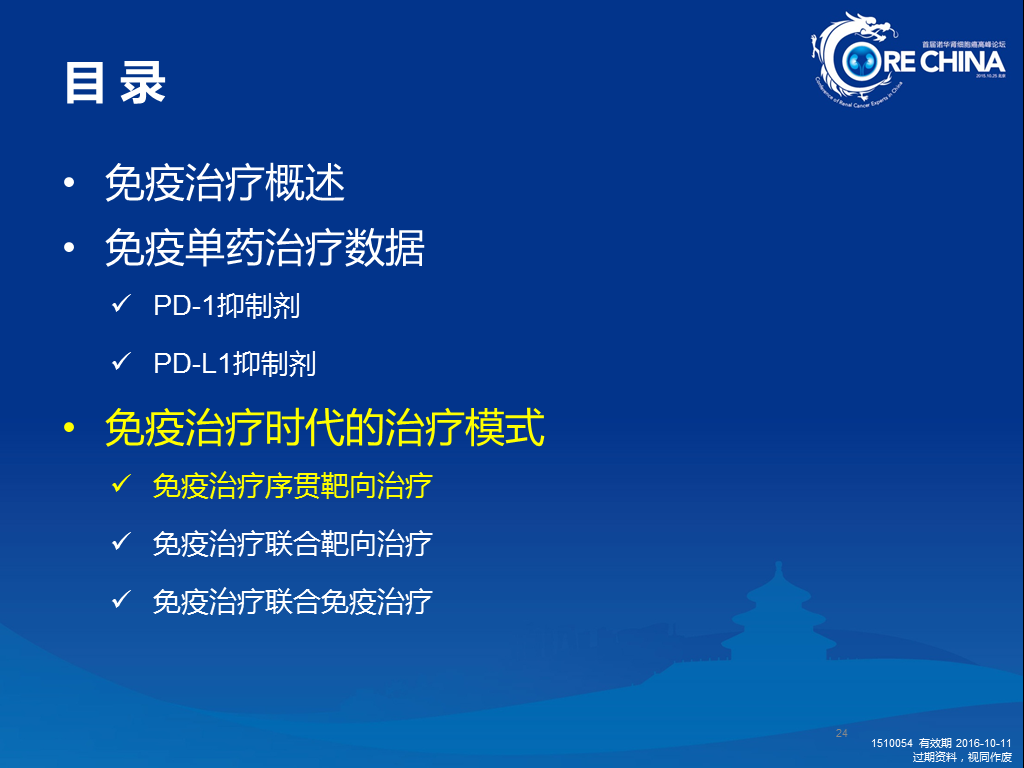 首届诺华肾细胞癌高峰论坛
CORE CHINA
2015.10.25 北京
Conference of Renal Cancer Experts in China
目录
• 免疫治疗概述
• 免疫单药治疗数据
✓ PD-1抑制剂
✓ PD-L1抑制剂
• 免疫治疗时代的治疗模式
✓ 免疫治疗序贯靶向治疗
✓ 免疫治疗联合靶向治疗
✓ 免疫治疗联合免疫治疗
24
1510054 有效期 2016-10-11
过期资料，视同作废